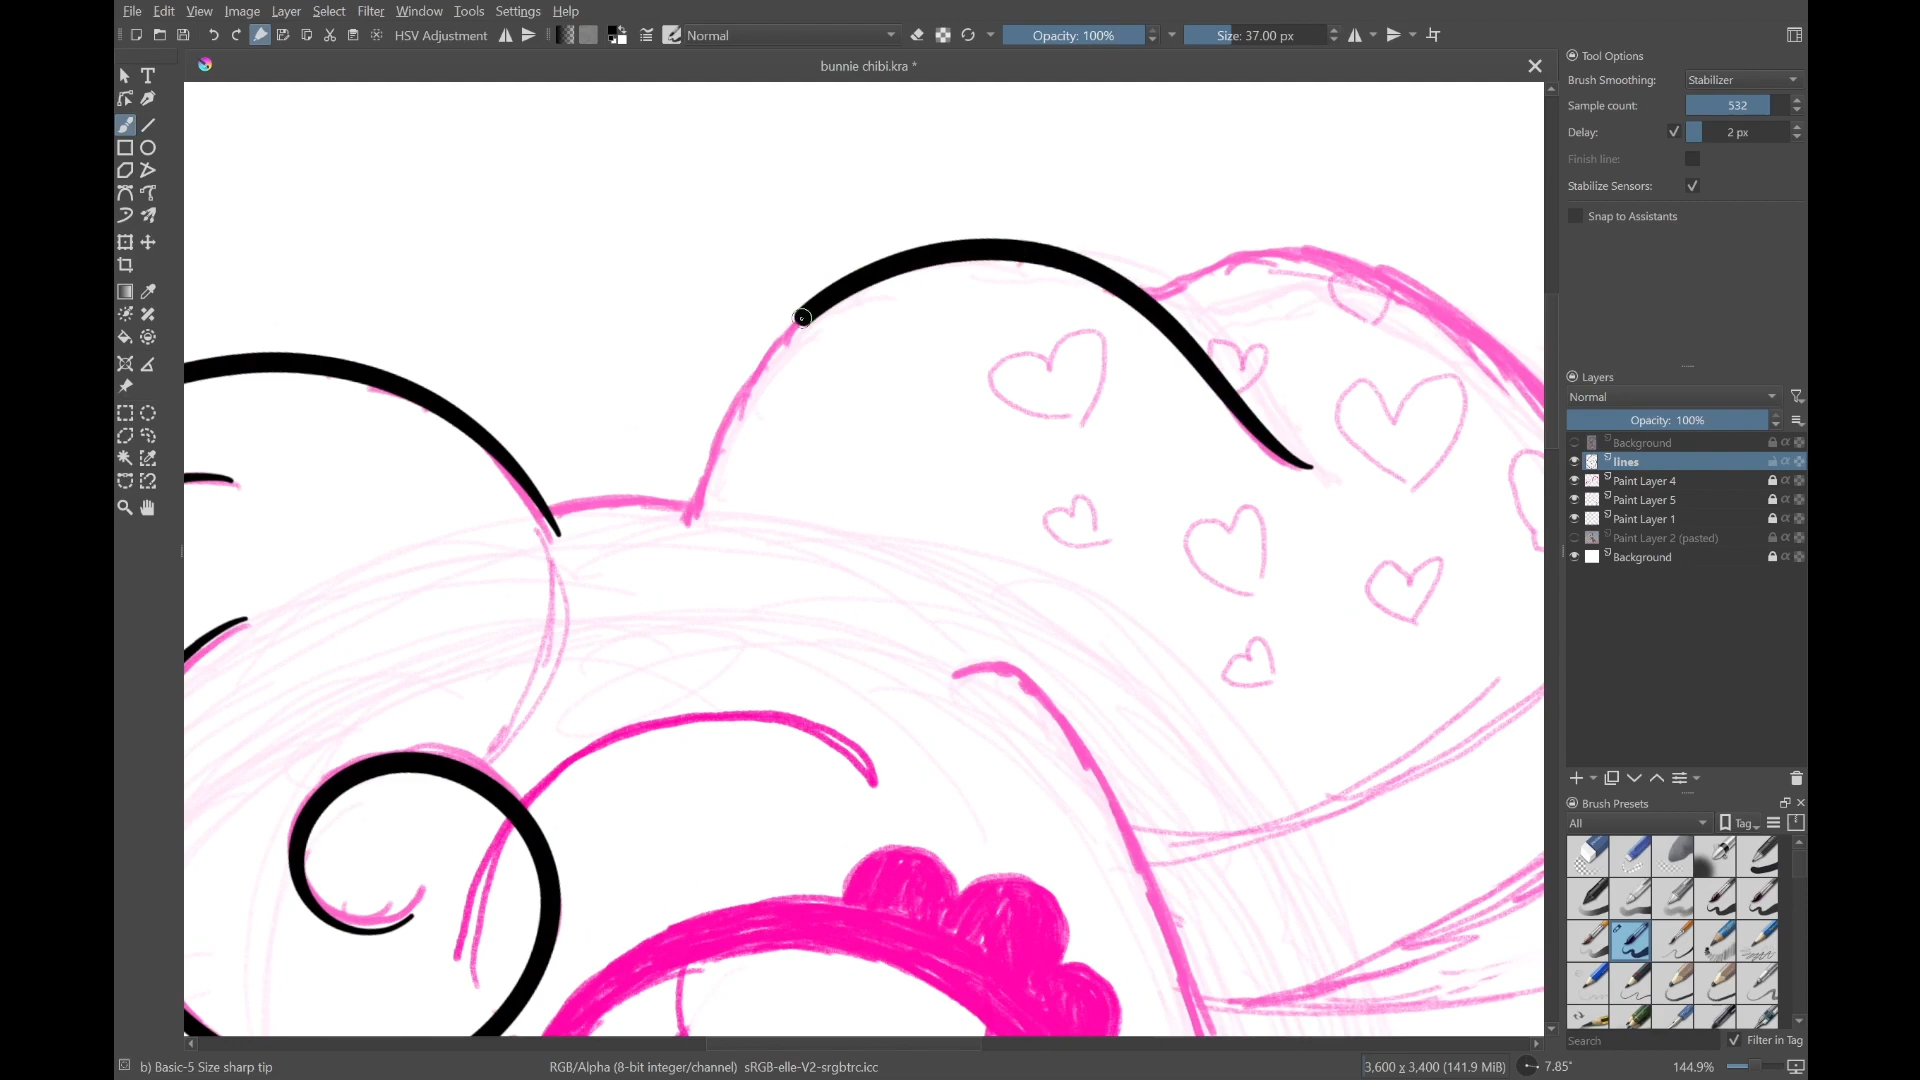 File Edit View Image Layer Select Filter Window Tools Settings Help
HSV Adjustment Normal Opacity: 100% Size: 37.00 px
bunnie chibi.kra *
Tool Options
Brush Smoothing: Stabilizer
Sample count: 532
Delay: 2 px
Finish line:
Stabilize Sensors:
Snap to Assistants
Layers
Normal
Opacity: 100%
Background
lines
Paint Layer 4
Paint Layer 5
Paint Layer 1
Paint Layer 2 (pasted)
Background
Brush Presets
All Tag
Search Filter in Tag
b) Basic-5 Size sharp tip RGB/Alpha (8-bit integer/channel) sRGB-elle-V2-srgbtrc.icc 3,600 x 3,400 (141.9 MiB) 7.85° 144.9%